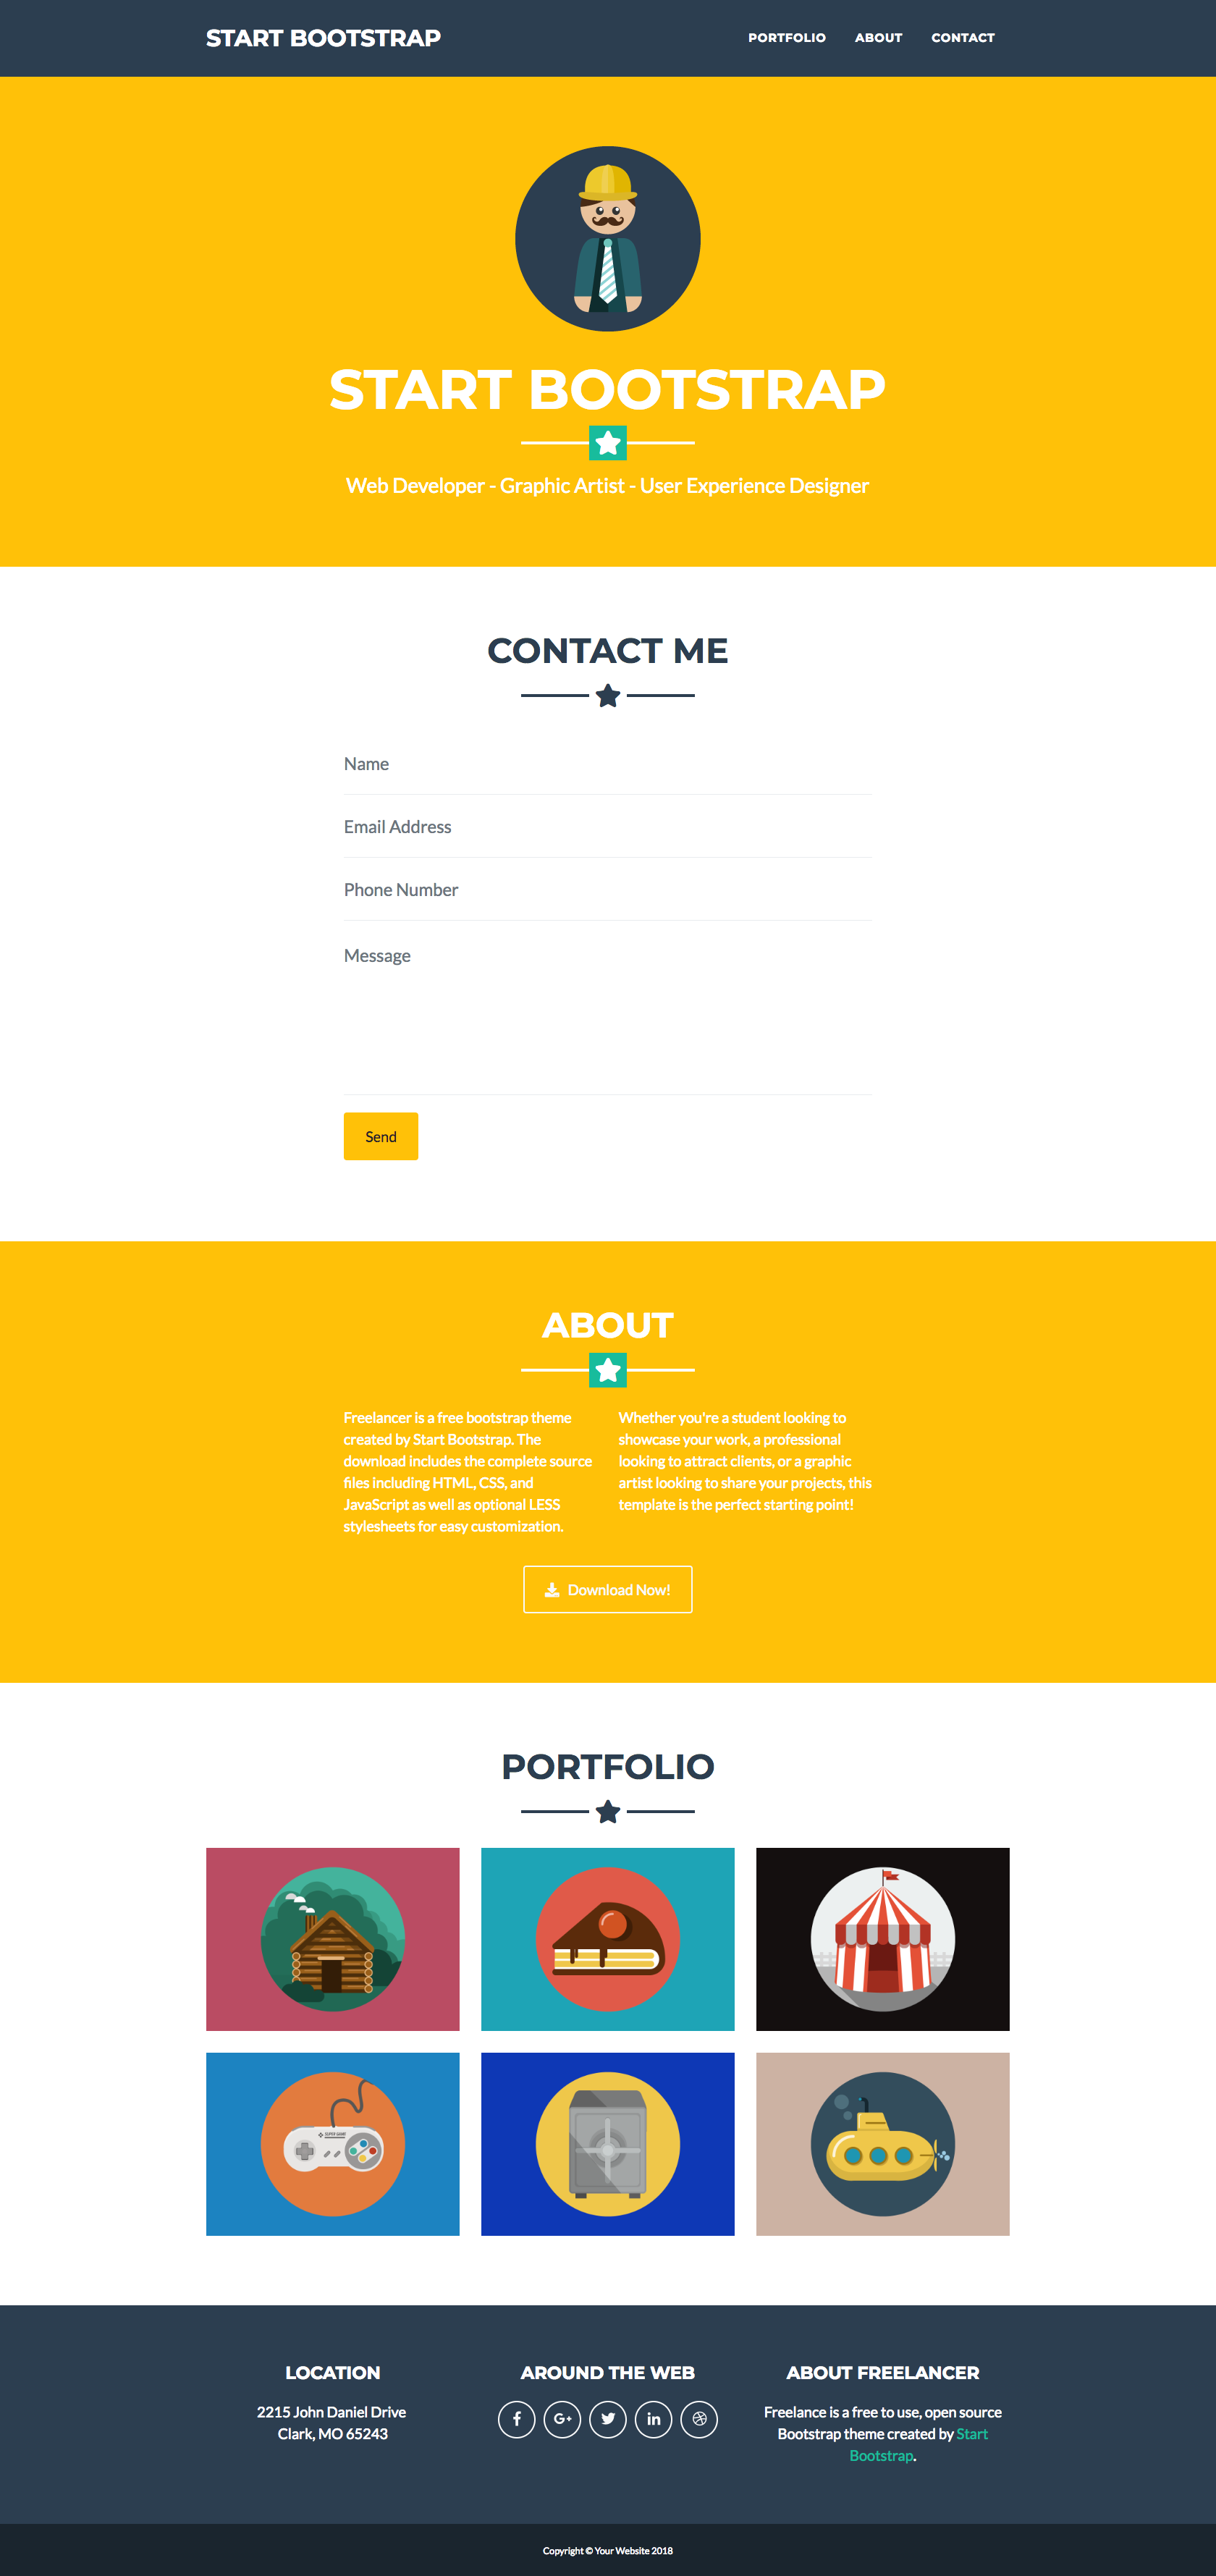 START BOOTSTRAP
PORTFOLIO ABOUT CONTACT
START BOOTSTRAP
Web Developer - Graphic Artist - User Experience Designer
CONTACT ME
Name
Email Address
Phone Number
Message
Send
ABOUT
Freelancer is a free bootstrap theme
created by Start Bootstrap. The
download includes the complete source
files including HTML, CSS, and
JavaScript as well as optional LESS
stylesheets for easy customization.
Whether you're a student looking to
showcase your work, a professional
looking to attract clients, or a graphic
artist looking to share your projects, this
template is the perfect starting point!
Download Now!
PORTFOLIO
SUPER GAME
LOCATION
2215 John Daniel Drive
Clark, MO 65243
AROUND THE WEB
ABOUT FREELANCER
Freelance is a free to use, open source
Bootstrap theme created by Start
Bootstrap.
Copyright © Your Website 2018